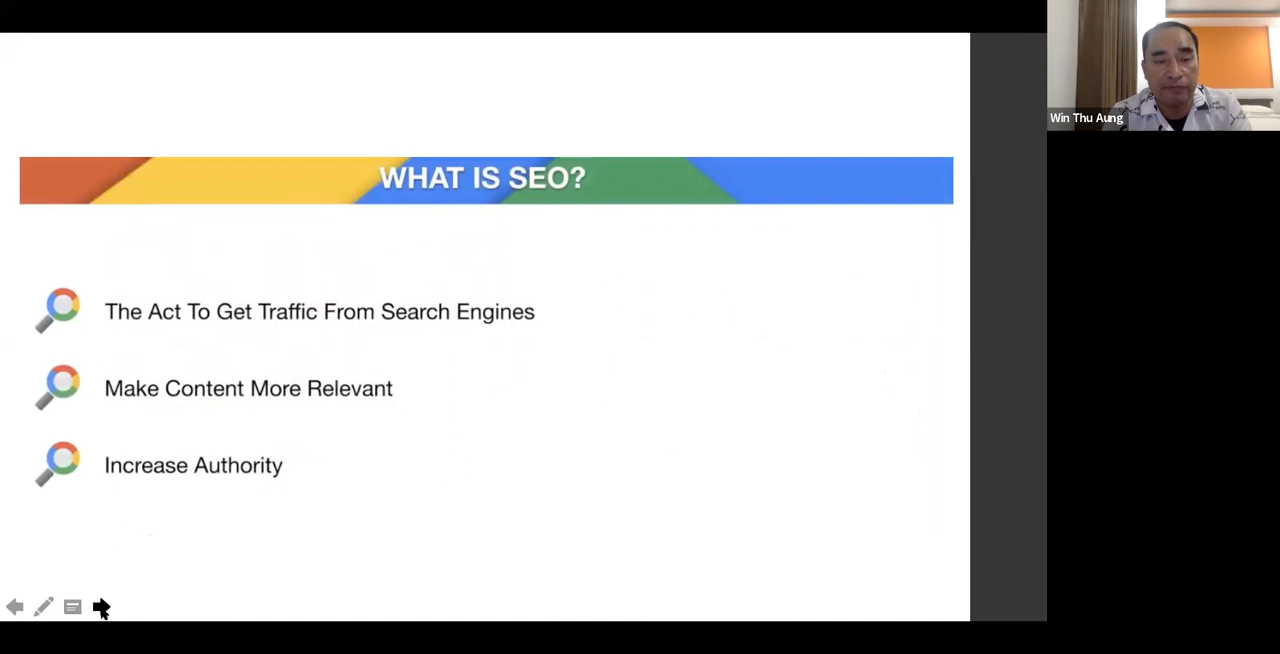 WHAT IS SEO?
The Act To Get Traffic From Search Engines
Make Content More Relevant
Increase Authority
Win Thu Aung